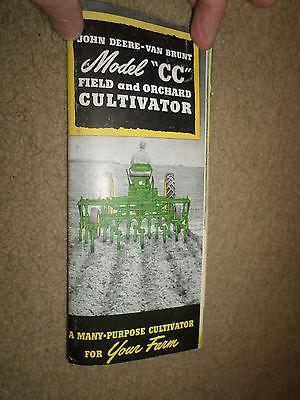 JOHN DEERE-VAN BRUNT
Model "CC"
FIELD and ORCHARD
CULTIVATOR
A MANY-PURPOSE CULTIVATOR
FOR Your Farm